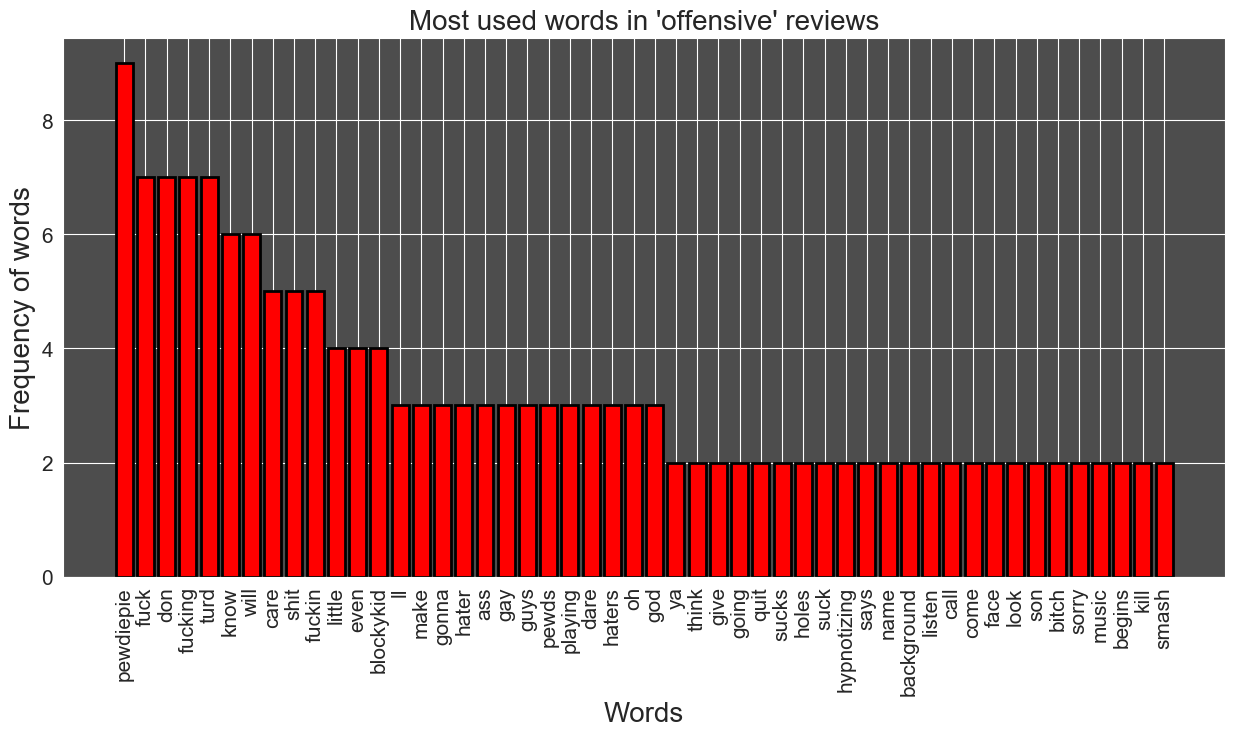 Most used words in 'offensive' reviews
Frequency of words
8
6
4
2
0
pewdiepie
fuck
don
fucking
turd
know
will
care
shit
fuckin
little
even
blockykid
ll
make
gonna
hater
ass
gay
guys
pewds
playing
dare
haters
oh
god
ya
think
give
going
quit
sucks
holes
suck
hypnotizing
says
name
background
listen
call
come
face
look
son
bitch
sorry
music
begins
kill
smash
Words